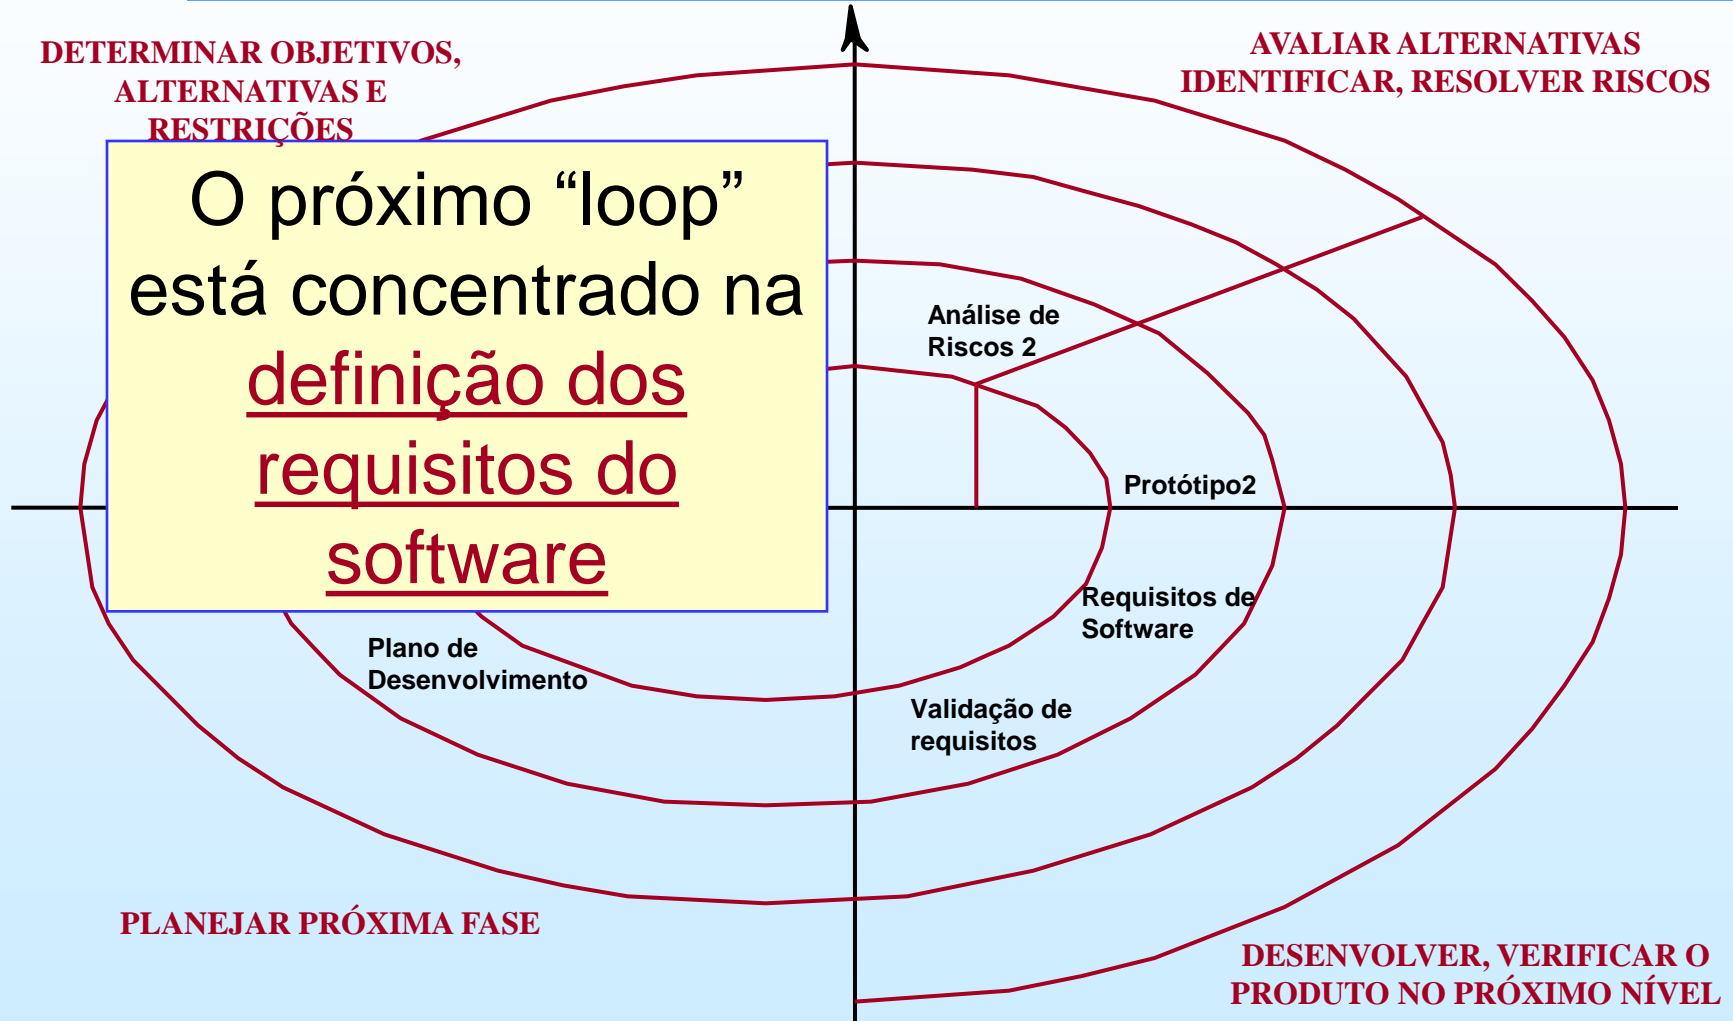 DETERMINAR OBJETIVOS,
ALTERNATIVAS E
RESTRIÇÕES
AVALIAR ALTERNATIVAS
IDENTIFICAR, RESOLVER RISCOS
O próximo “loop”
está concentrado na
definição dos
requisitos do
software
Análise de
Riscos 2
Protótipo2
Requisitos de
Software
Plano de
Desenvolvimento
Validação de
requisitos
PLANEJAR PRÓXIMA FASE
DESENVOLVER, VERIFICAR O
PRODUTO NO PRÓXIMO NÍVEL